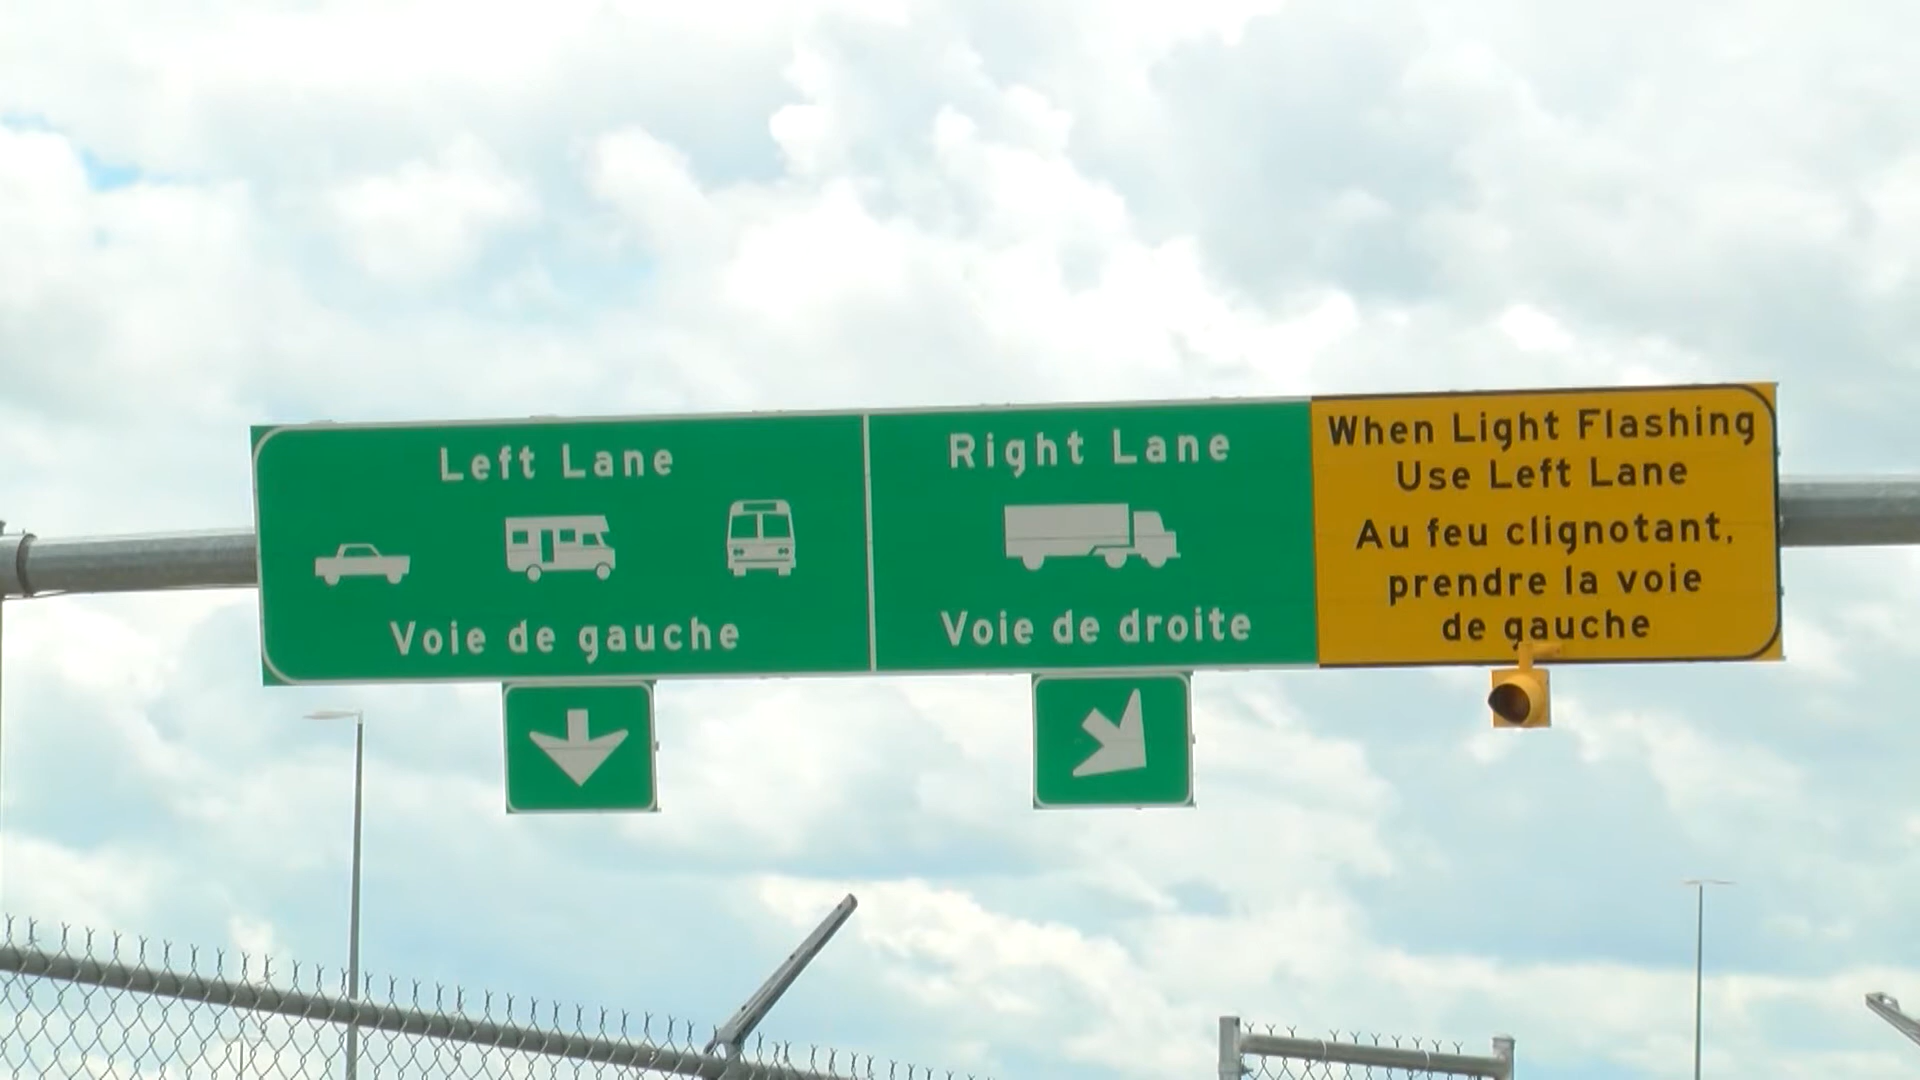 Left Lane
Voie de gauche
Right Lane
Voie de droite
When Light Flashing
Use Left Lane
Au feu clignotant,
prendre la voie
de gauche